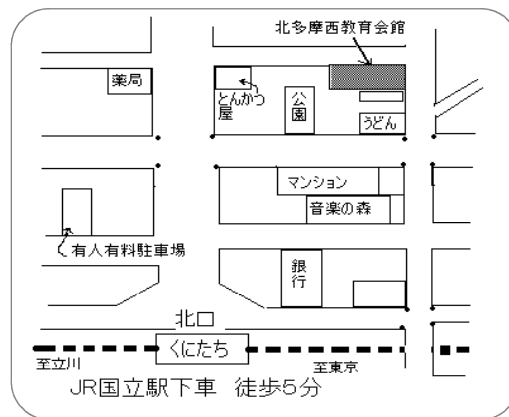 北多摩西教育会館
薬局
とんかつ
屋
公園
うどん
マンション
音楽の森
有人有料駐車場
銀行
北口
くにたち
至立川
至東京
JR国立駅下車 徒歩5分